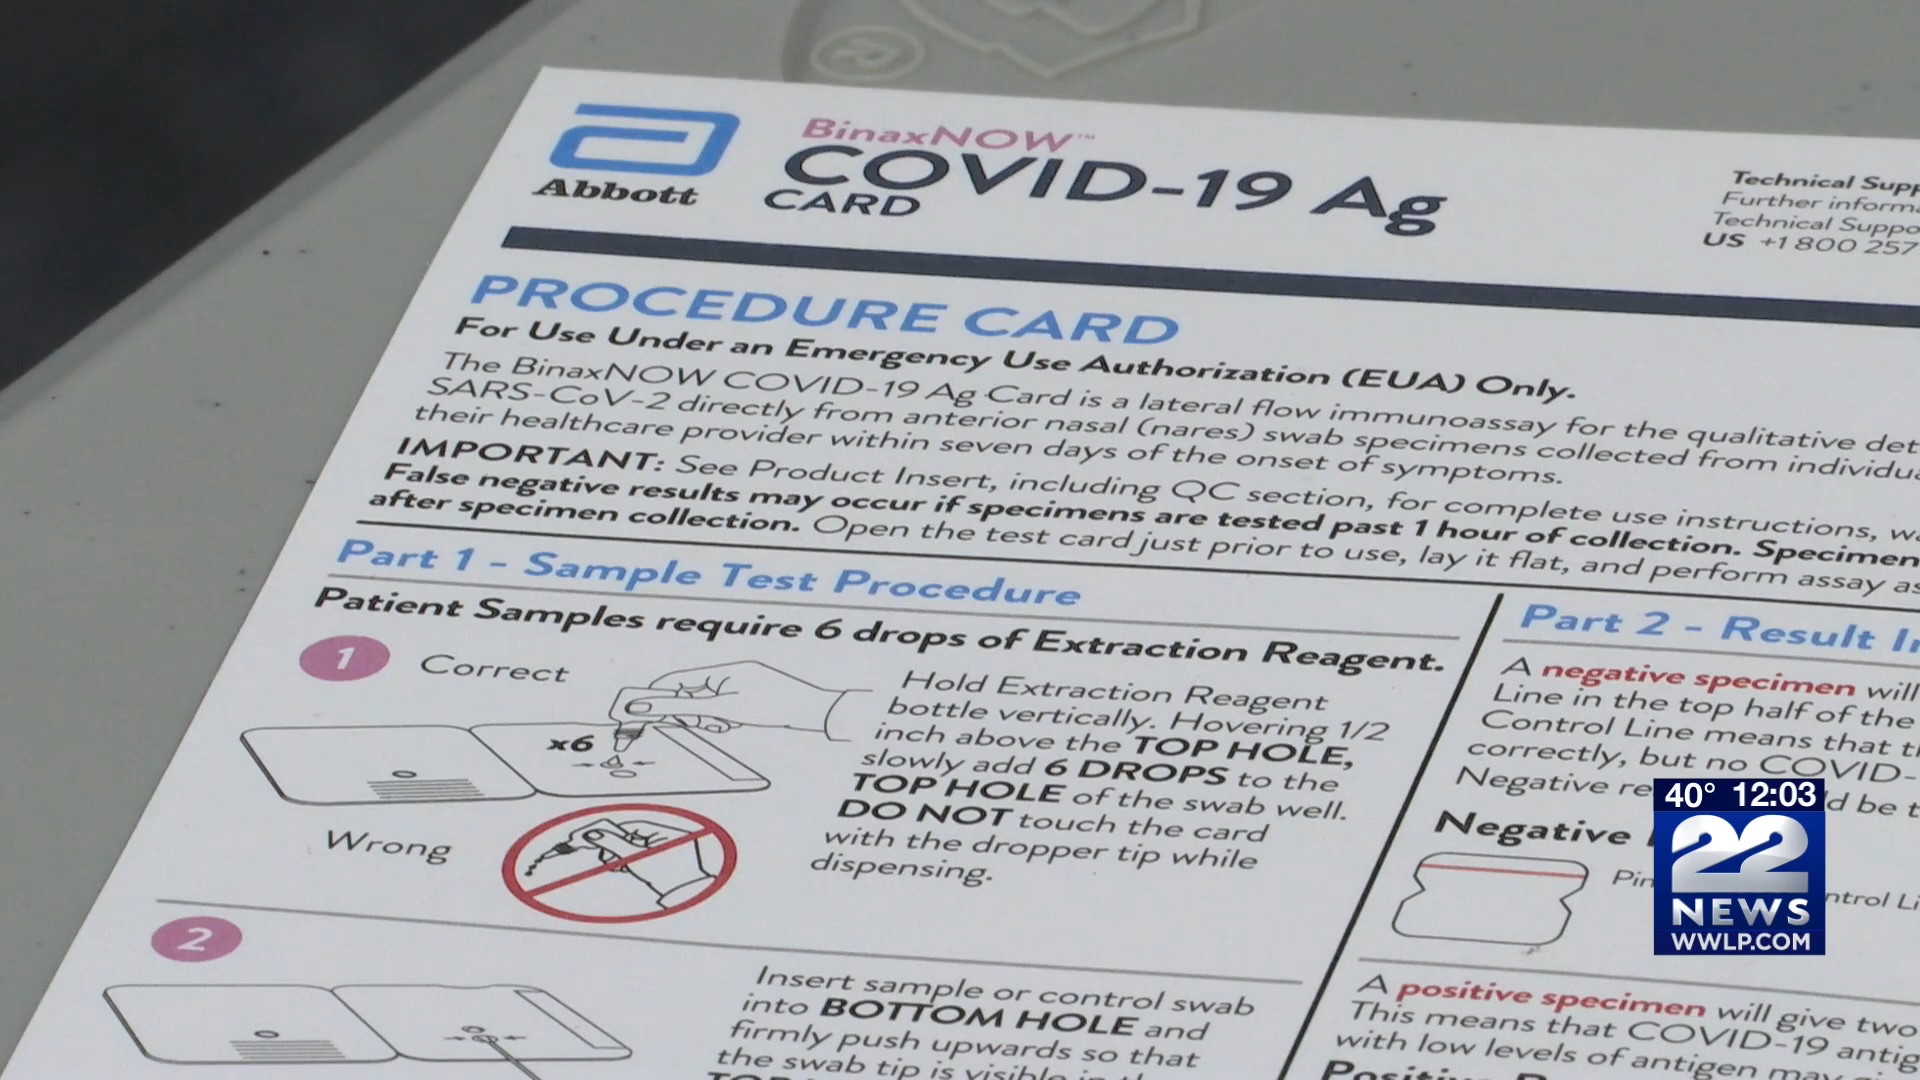 Abbott
BinaxNOW™
COVID-19 Ag
CARD
Technical
Further
Technical
US +1 800 257
PROCEDURE CARD
For Use Under an Emergency Use Authorization (EUA) Only.
The BinaxNOW COVID-19 Ag Card is a lateral flow immunoassay for the qualitative
SARS-CoV-2 directly from anterior nasal (nares) swab specimens collected from
their healthcare provider within seven days of the onset of symptoms.
IMPORTANT: See Product Insert, including QC section, for complete use instructions,
False negative results may occur if specimens are tested past 1 hour of collection.
after specimen collection. Open the test card just prior to use, lay it flat, and perform assay
Part 1 - Sample Test Procedure
Patient Samples require 6 drops of Extraction Reagent.
1 Correct
x6
Wrong
Hold Extraction Reagent
bottle vertically. Hovering 1/2
inch above the TOP HOLE,
slowly add 6 DROPS to the
TOP HOLE of the swab well.
DO NOT touch the card
with the dropper tip while
dispensing.
2
Insert sample or control swab
into BOTTOM HOLE and
firmly push upwards so that
the swab tip is visible in
Part 2 - Result
A negative specimen will
Line in the top half of the
Control Line means that
correctly, but no COVID-
Negative
be
Negative
A positive specimen will give two
This means that COVID-19
with low levels of antigen may
40° 12:03
22
NEWS
WWLP.COM